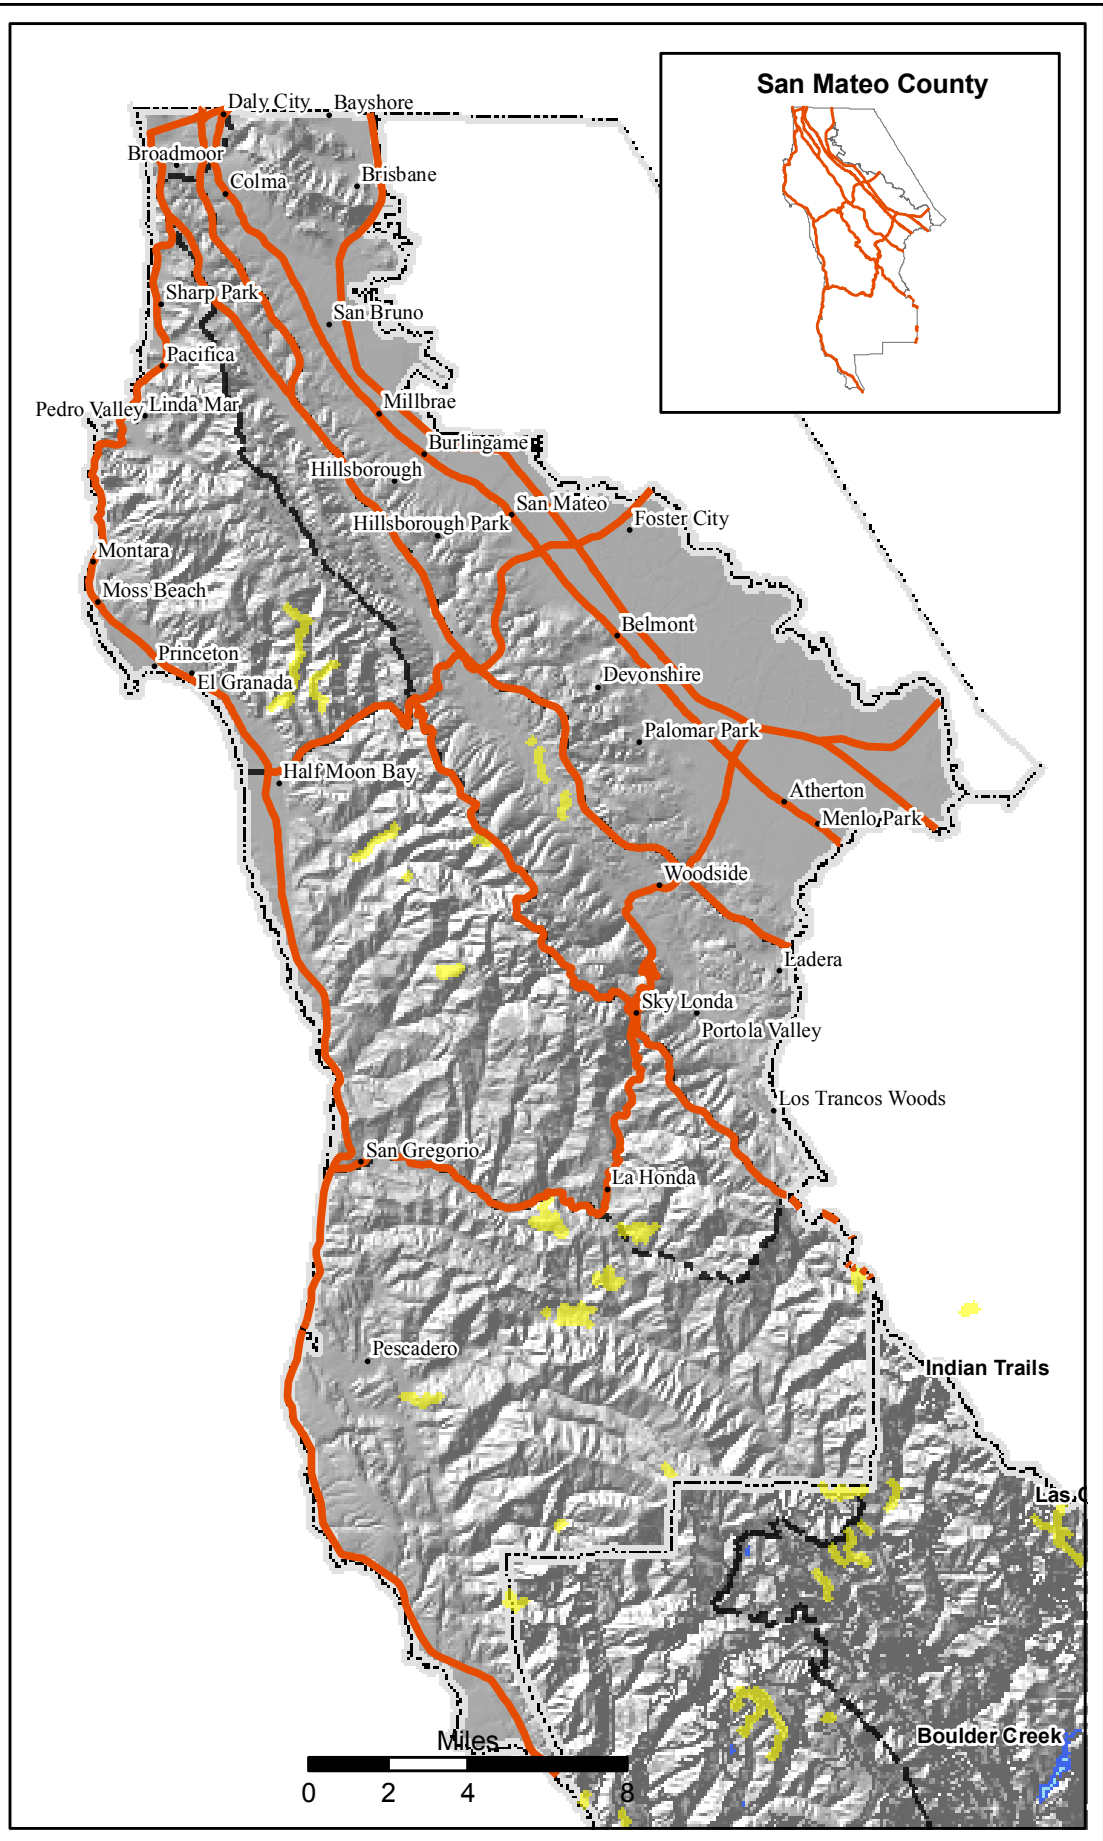 San Mateo County
Daly City
Bayshore
Broadmoor
Colma
Brisbane
Sharp Park
San Bruno
Pacifica
Pedro Valley
Linda Mar
Millbrae
Burlingame
Hillsborough
San Mateo
Hillsborough Park
Foster City
Montara
Moss Beach
Belmont
Princeton
Devonshire
El Granada
Palomar Park
Half Moon Bay
Atherton
Menlo Park
Woodside
Ladera
Sky Londa
Portola Valley
Los Trancos Woods
San Gregorio
La Honda
Pescadero
Indian Trails
Las
Boulder Creek
Miles
0 2 4 8